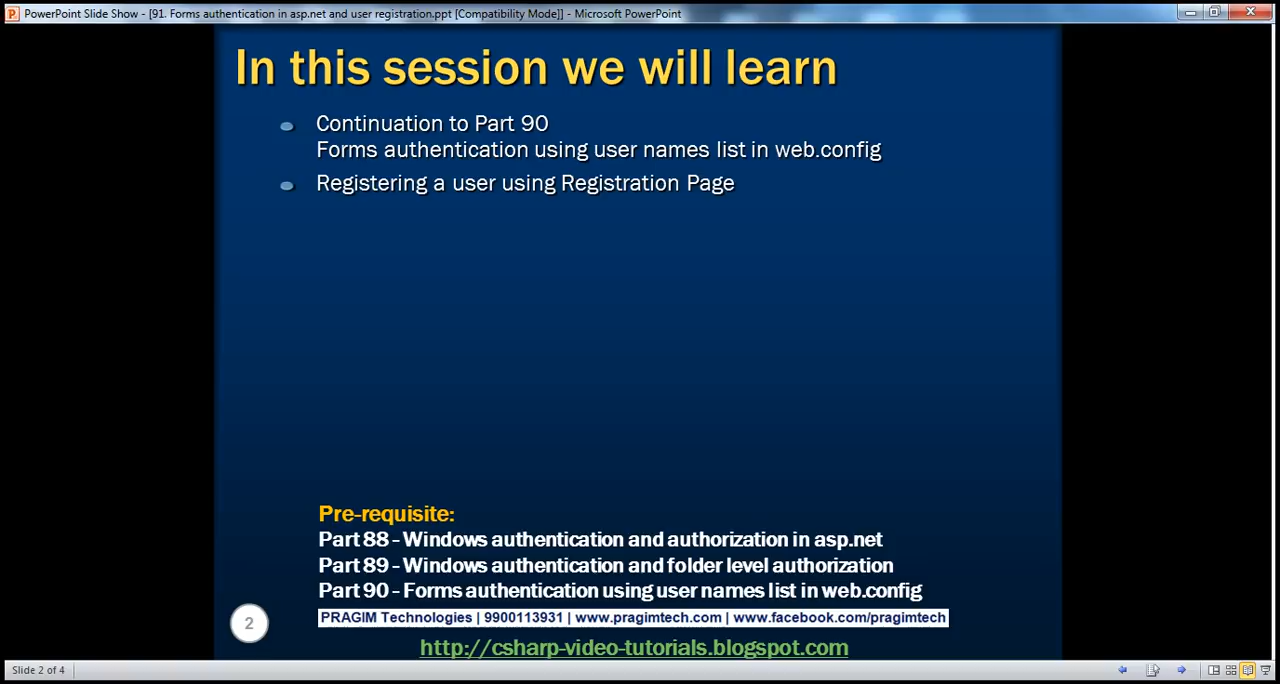 PowerPoint Slide Show - [91. Forms authentication in asp.net and user registration.ppt [Compatibility Mode]] - Microsoft PowerPoint
In this session we will learn
Continuation to Part 90
Forms authentication using user names list in web.config
Registering a user using Registration Page
Pre-requisite:
Part 88 - Windows authentication and authorization in asp.net
Part 89 - Windows authentication and folder level authorization
Part 90 - Forms authentication using user names list in web.config
PRAGIM Technologies | 9900113931 | www.pragimtech.com | www.facebook.com/pragimtech
2
http://csharp-video-tutorials.blogspot.com
Slide 2 of 4